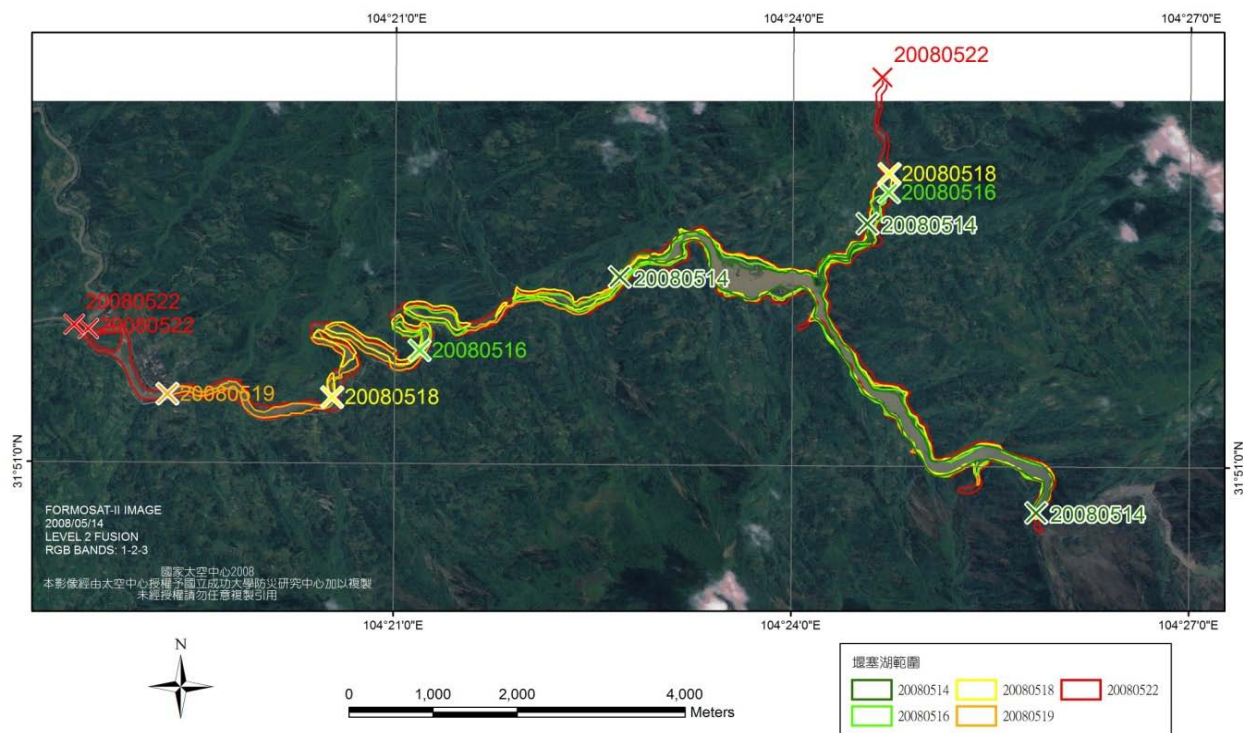 104°21'0"E
104°24'0"E
104°27'0"E
20080522
20080518
20080516
20080514
20080514
20080522
20080522
20080516
20080519
20080518
31°51'0"N
31°51'0"N
20080514
FORMOSAT-II IMAGE
2008/05/14
LEVEL 2 FUSION
RGB BANDS: 1-2-3
國家太空中心2008
本影像經由太空中心授權予國立成功大學防災研究中心加以複製
未經授權請勿任意複製引用
104°21'0"E
104°24'0"E
104°27'0"E
N
0
1,000
2,000
4,000
Meters
堰塞湖範圍
20080514
20080518
20080522
20080516
20080519